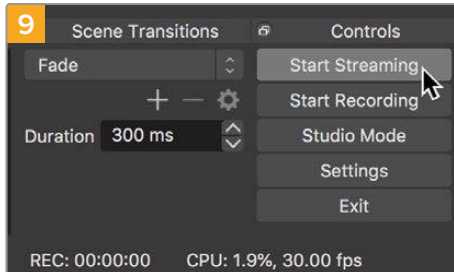 9
Scene Transitions
Controls
Fade
Start Streaming
Start Recording
Duration 300 ms
Studio Mode
Settings
Exit
REC: 00:00:00 CPU: 1.9%, 30.00 fps